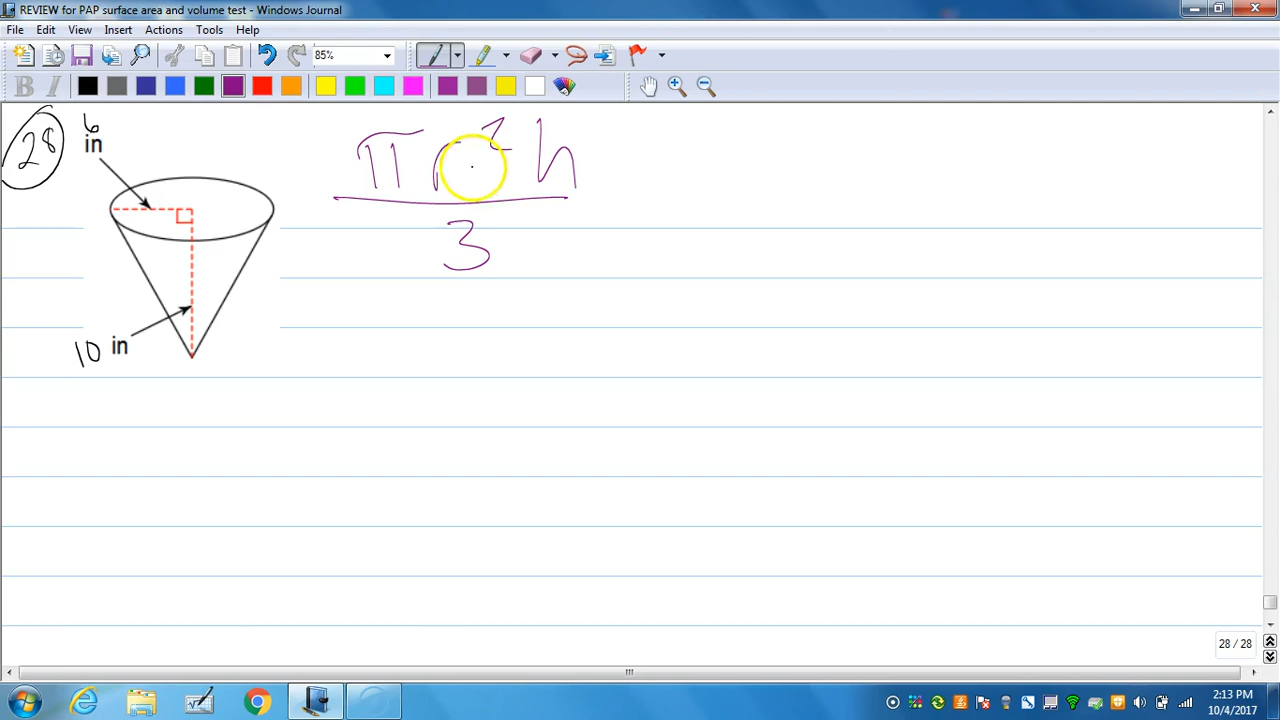 REVIEW for PAP surface area and volume test - Windows Journal
File Edit View Insert Actions Tools Help
85%
B I
28
6
in
π r² h
3
10 in
28 / 28
2:13 PM
10/4/2017